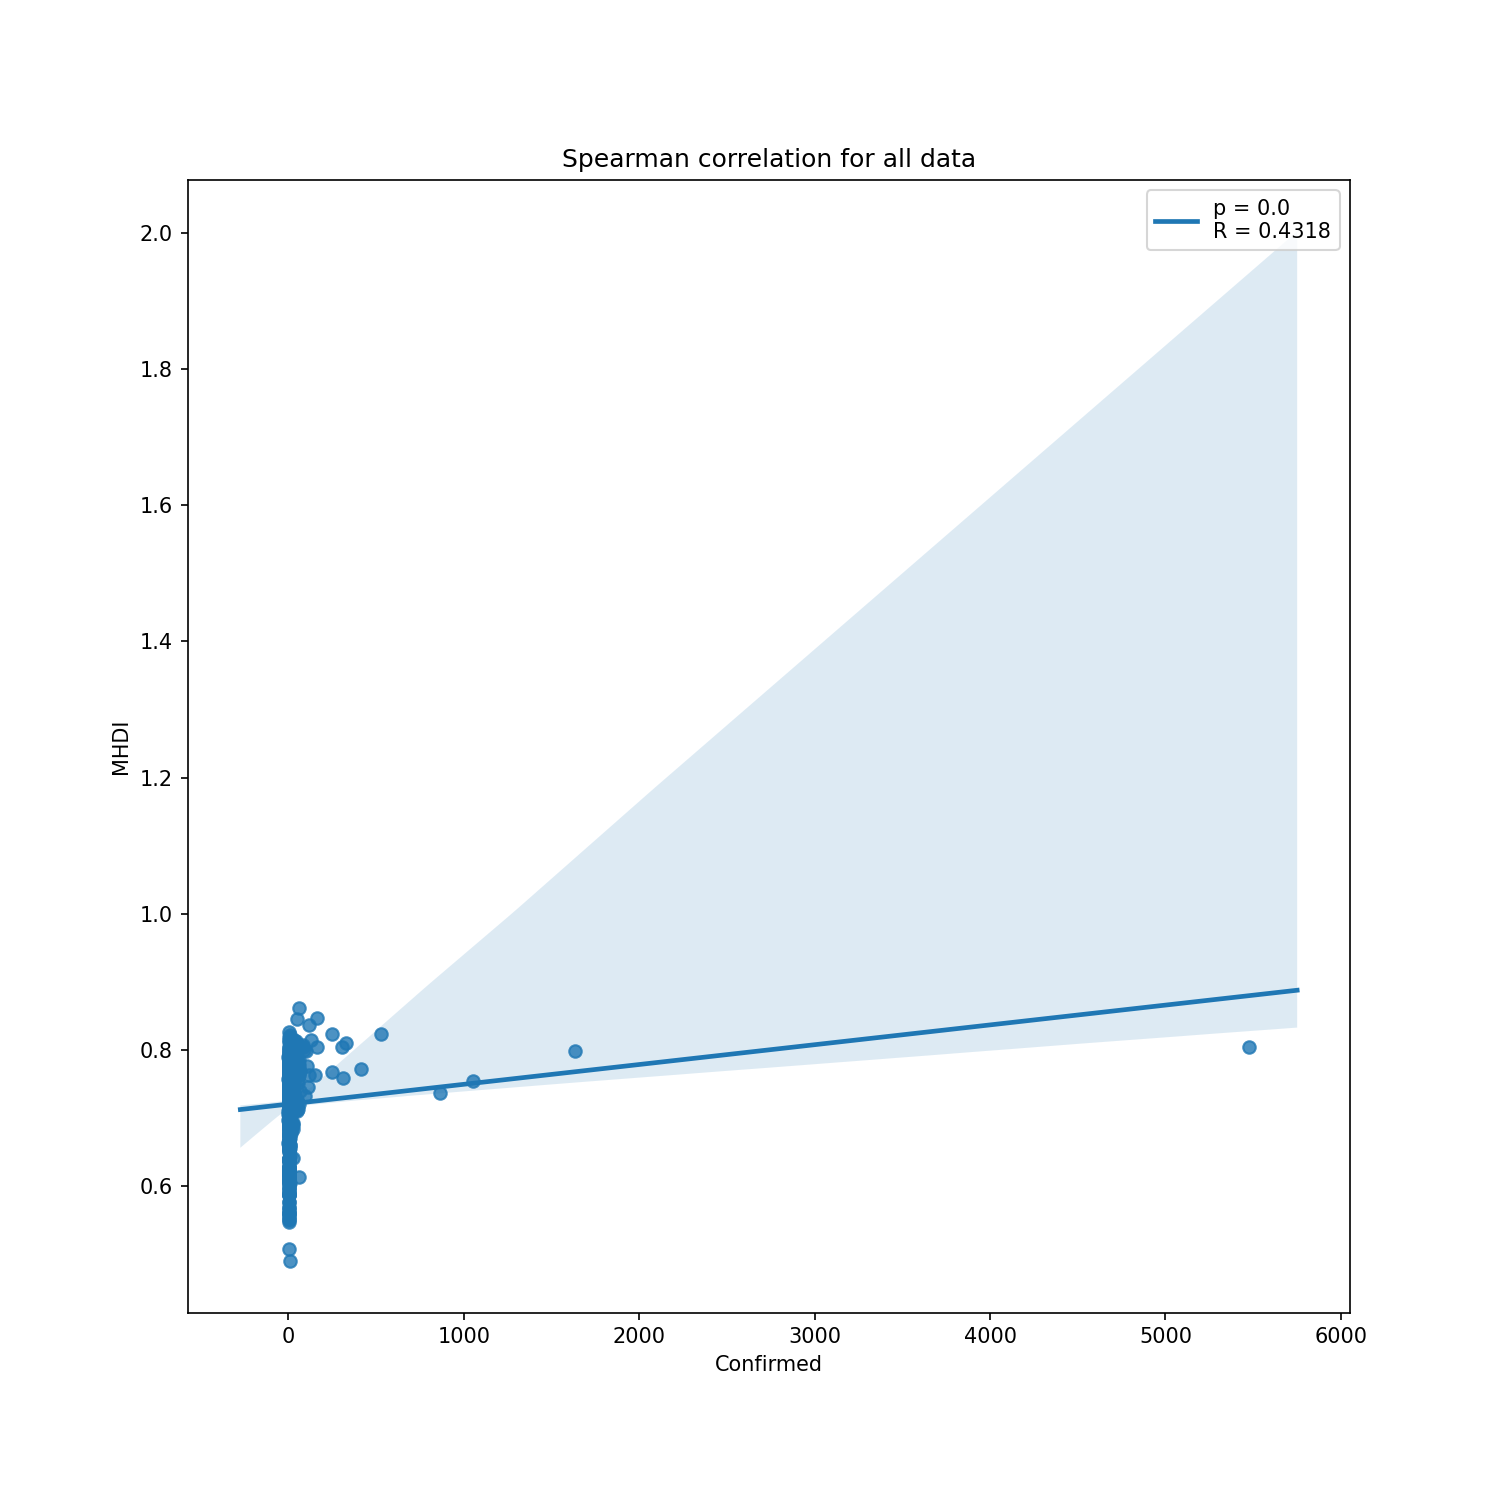 Spearman correlation for all data
p = 0.0
R = 0.4318
2.0
1.8
1.6
1.4
1.2
1.0
0.8
0.6
MHDI
0 1000 2000 3000 4000 5000 6000
Confirmed